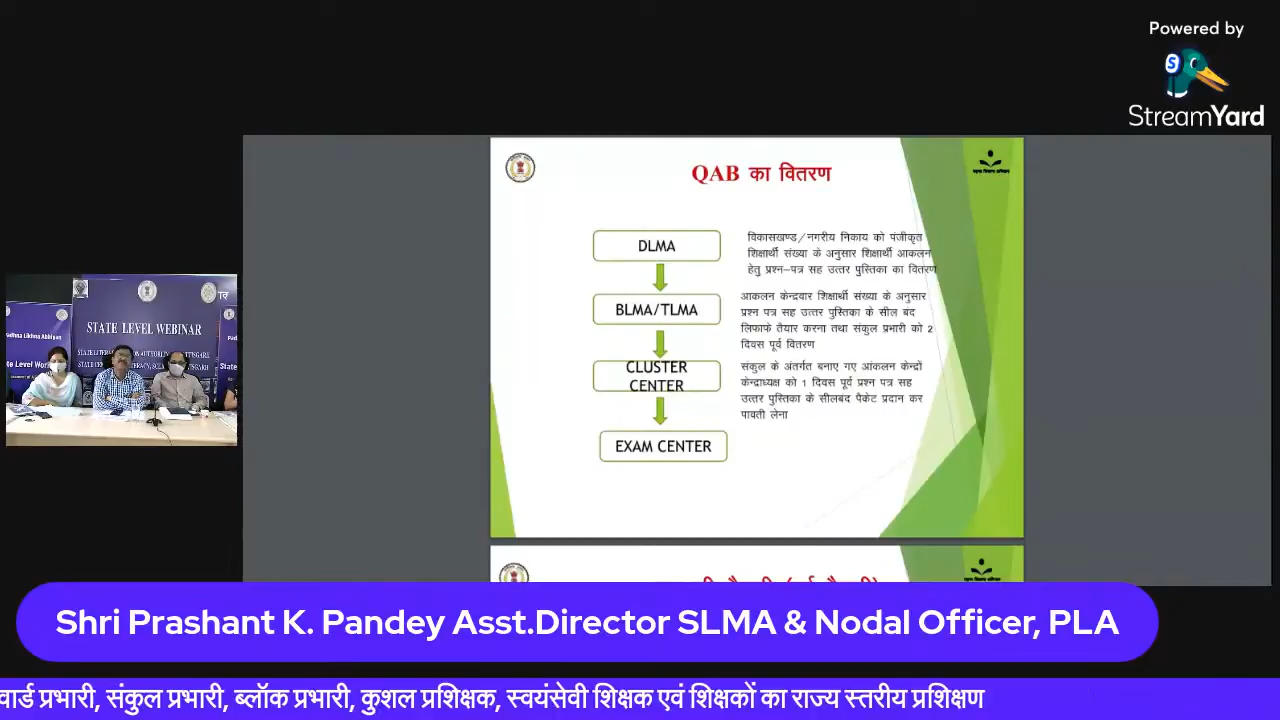 Powered by
StreamYard
QAB का वितरण
DLMA
विकासखण्ड/नगरीय निकाय को पंजीकृत
शिक्षार्थी संख्या के अनुसार शिक्षार्थी आकलन
हेतु प्रश्न–पत्र सह उत्तर पुस्तिका का वितरण
BLMA/TLMA
आकलन केन्द्रवार शिक्षार्थी संख्या के अनुसार
प्रश्न पत्र सह उत्तर पुस्तिका के सील बंद
लिफाफे तैयार करना तथा संकुल प्रभारी को 2
दिवस पूर्व वितरण
CLUSTER
CENTER
संकुल के अंतर्गत बनाए गए आंकलन केन्द्रों
केन्द्राध्यक्ष को 1 दिवस पूर्व प्रश्न पत्र सह
उत्तर पुस्तिका के सीलबंद पैकेट प्रदान कर
पावती लेना
EXAM CENTER
STATE LEVEL WEBINAR
Shri Prashant K. Pandey Asst.Director SLMA & Nodal Officer, PLA
वार्ड प्रभारी, संकुल प्रभारी, ब्लॉक प्रभारी, कुशल प्रशिक्षक, स्वयंसेवी शिक्षक एवं शिक्षकों का राज्य स्तरीय प्रशिक्षण